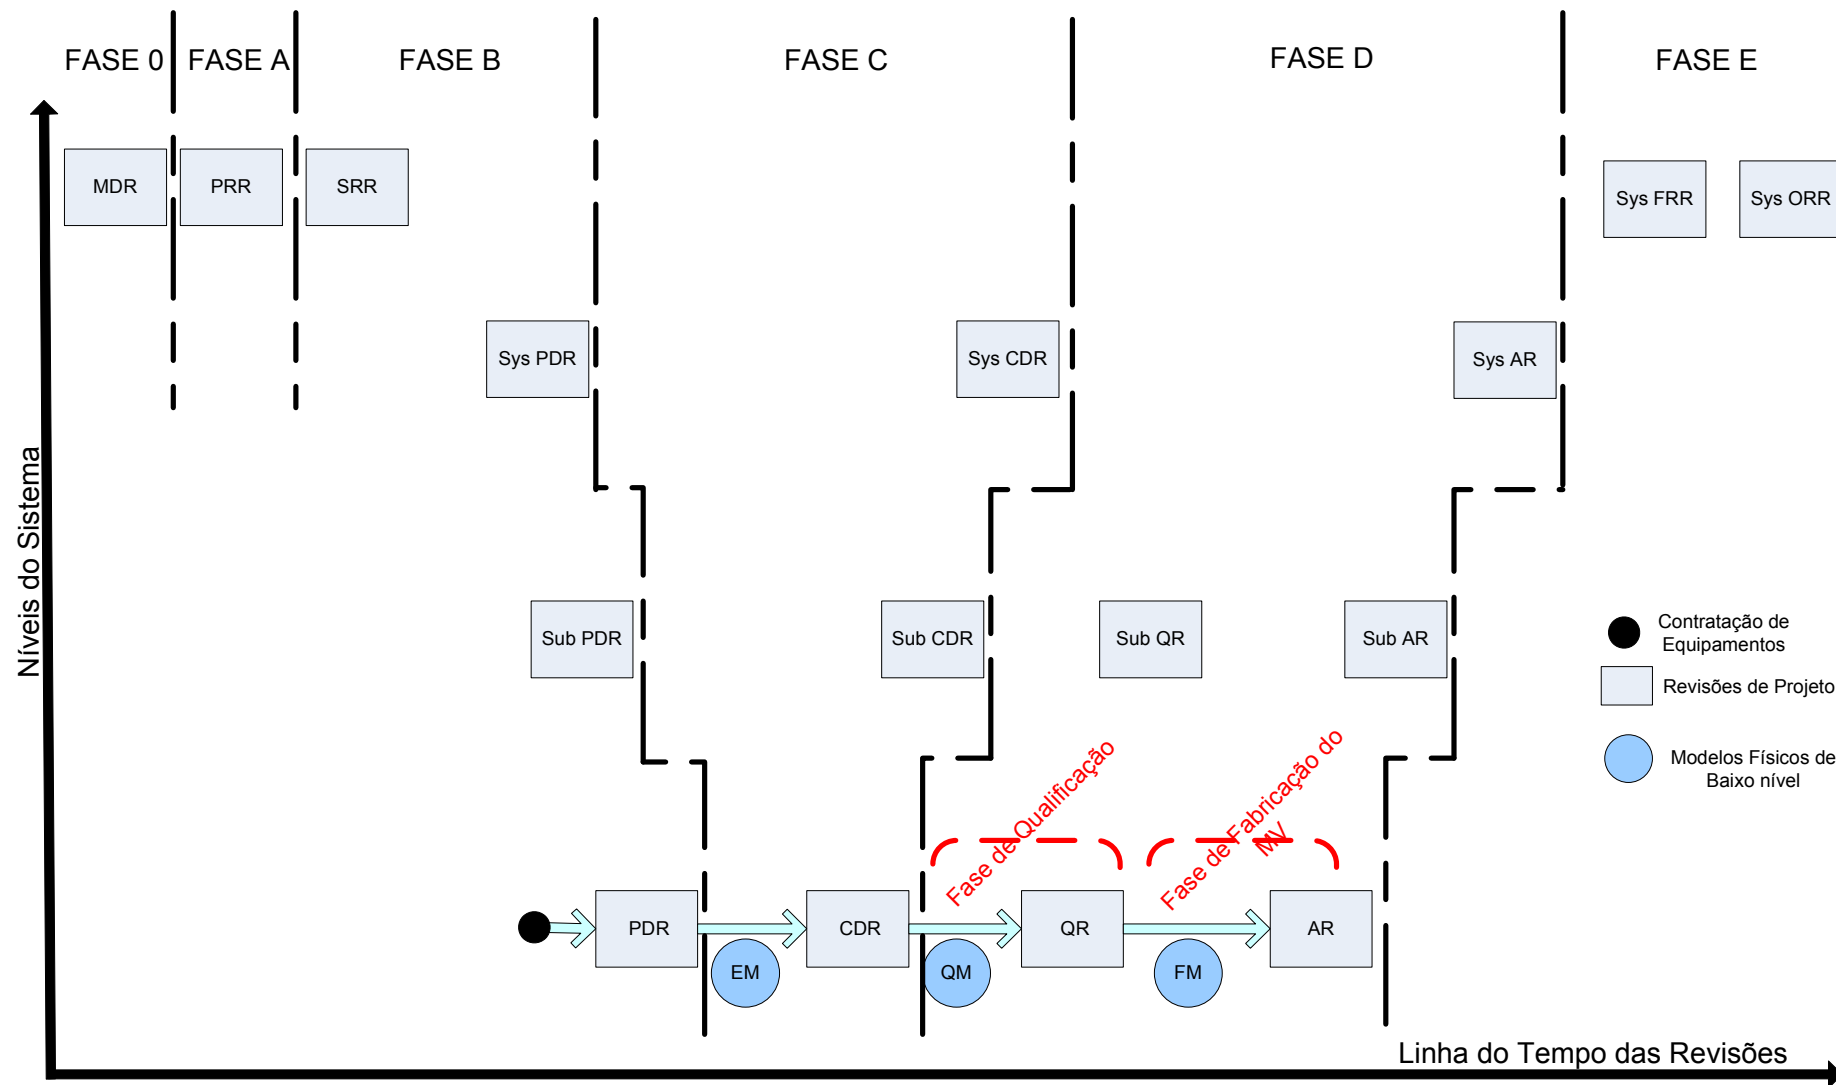 FASE 0
FASE A
FASE B
FASE C
FASE D
FASE E
MDR
PRR
SRR
Sys FRR
Sys ORR
Sys PDR
Sys CDR
Sys AR
Níveis do Sistema
Sub PDR
Sub CDR
Sub QR
Sub AR
Contratação de
Equipamentos
Revisões de Projeto
Modelos Físicos de
Baixo nível
Fase de Qualificação
Fase de Fabricação do
MV
PDR
CDR
QR
AR
EM
QM
FM
Linha do Tempo das Revisões